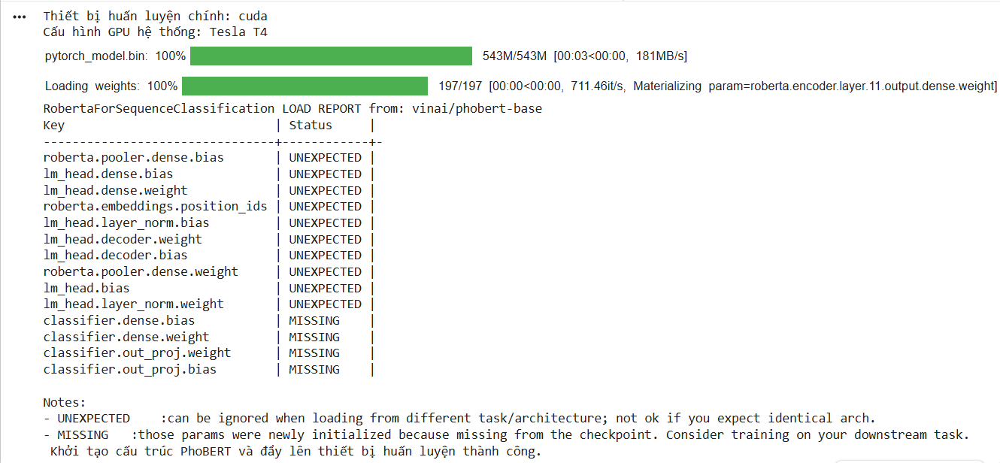 Thiết bị huấn luyện chính: cuda
Cấu hình GPU hệ thống: Tesla T4
pytorch_model.bin: 100% 543M/543M [00:03<00:00, 181MB/s]
Loading weights: 100% 197/197 [00:00<00:00, 711.46it/s, Materializing param=roberta.encoder.layer.11.output.dense.weight]
RobertaForSequenceClassification LOAD REPORT from: vinai/phobert-base
Key                             | Status     |
--------------------------------+------------+-
roberta.pooler.dense.bias       | UNEXPECTED |
lm_head.dense.bias              | UNEXPECTED |
lm_head.dense.weight            | UNEXPECTED |
roberta.embeddings.position_ids | UNEXPECTED |
lm_head.layer_norm.bias         | UNEXPECTED |
lm_head.decoder.weight          | UNEXPECTED |
lm_head.decoder.bias            | UNEXPECTED |
roberta.pooler.dense.weight     | UNEXPECTED |
lm_head.bias                    | UNEXPECTED |
lm_head.layer_norm.weight       | UNEXPECTED |
classifier.dense.bias           | MISSING    |
classifier.dense.weight         | MISSING    |
classifier.out_proj.weight      | MISSING    |
classifier.out_proj.bias        | MISSING    |
Notes:
- UNEXPECTED    :can be ignored when loading from different task/architecture; not ok if you expect identical arch.
- MISSING   :those params were newly initialized because missing from the checkpoint. Consider training on your downstream task.
Khởi tạo cấu trúc PhoBERT và đẩy lên thiết bị huấn luyện thành công.